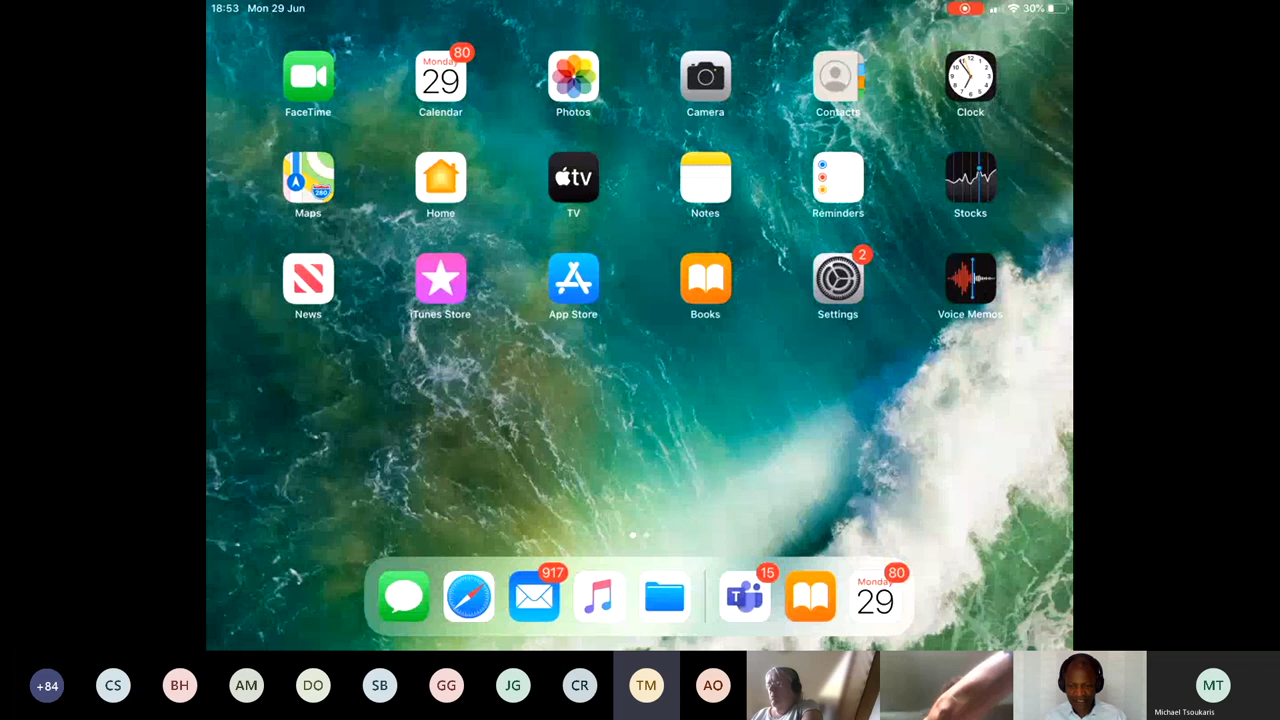 18:53 Mon 29 Jun
30%
80
Monday
29
FaceTime Calendar Photos Camera Contacts Clock
280
tv
Maps Home TV Notes Reminders Stocks
2
News iTunes Store App Store Books Settings Voice Memos
917 15 80
T
Monday
29
+84 CS BH AM DO SB GG JG CR TM AO MT
Michael Tsoukaris